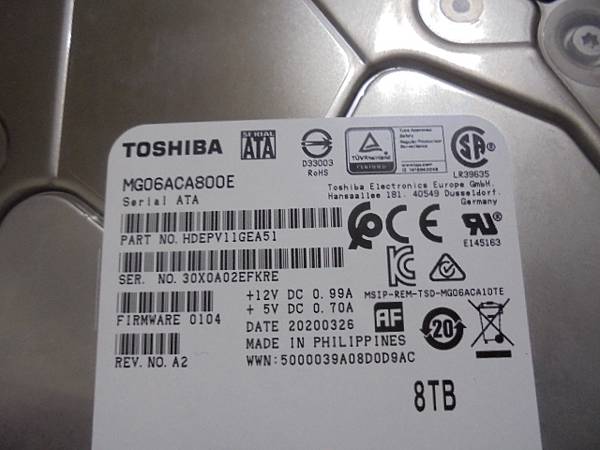 TOSHIBA
SERIAL
ATA
D33003
RoHS
TÜVRheinland
LR39635
MG06ACA800E
Serial ATA
Toshiba Electronics Europe GmbH.
Hansaallee 181, 40549 Dusseldorf.
Germany
PART NO. HDEPV11GEA51
E145163
SER. NO. 30X0A02EFKRE
MSIP-REM-TSD-MG06ACA10TE
+12V DC 0.99A
+ 5V DC 0.70A
FIRMWARE 0104
DATE 20200326
AF
20
MADE IN PHILIPPINES
REV. NO. A2
WWN:5000039A08D0D9AC
8TB